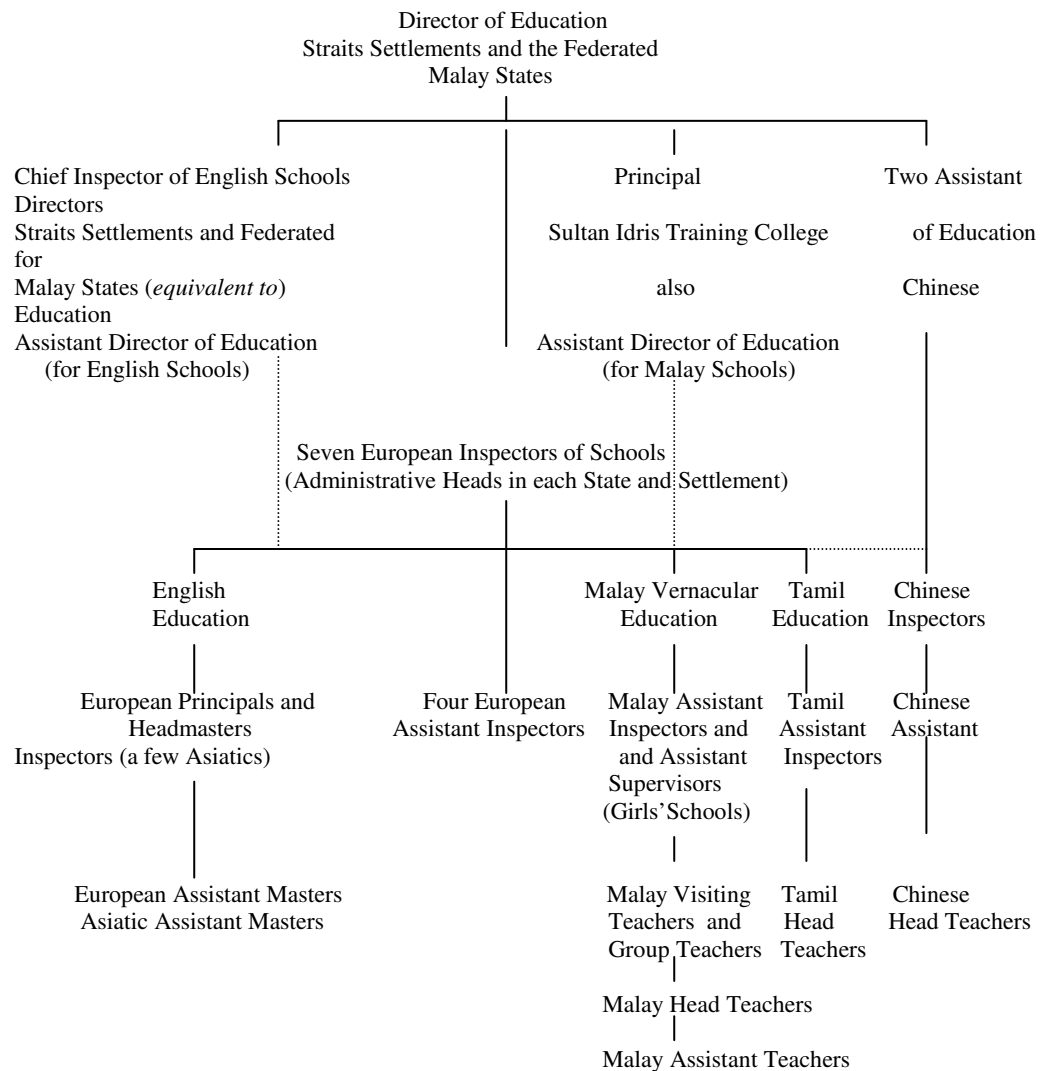 Director of Education
Straits Settlements and the Federated
Malay States
Chief Inspector of English Schools Principal Two Assistant
Directors
Straits Settlements and Federated Sultan Idris Training College of Education
for
Malay States (equivalent to) also Chinese
Education
Assistant Director of Education Assistant Director of Education
(for English Schools) (for Malay Schools)
Seven European Inspectors of Schools
(Administrative Heads in each State and Settlement)
English Malay Vernacular Tamil Chinese
Education Education Education Inspectors
European Principals and Four European Malay Assistant Tamil Chinese
Headmasters Assistant Inspectors Inspectors and Assistant Assistant
Inspectors (a few Asiatics) and Assistant Inspectors
Supervisors
(Girls'Schools)
European Assistant Masters Malay Visiting Tamil Chinese
Asiatic Assistant Masters Teachers and Head Head Teachers
Group Teachers Teachers
Malay Head Teachers
Malay Assistant Teachers